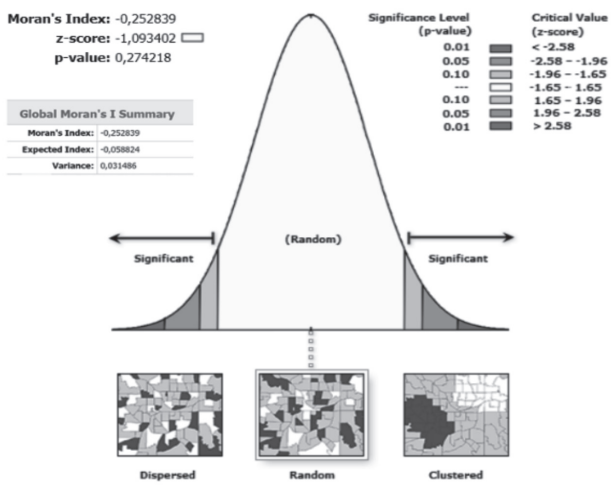 Moran's Index: -0,252839
z-score: -1,093402
p-value: 0,274218
Global Moran's I Summary
Moran's Index: -0,252839
Expected Index: -0,058824
Variance: 0,031486
Significance Level
(p-value)
Critical Value
(z-score)
0.01 < -2.58
0.05 -2.58 – -1.96
0.10 -1.96 – -1.65
--- -1.65 – 1.65
0.10 1.65 – 1.96
0.05 1.96 – 2.58
0.01 > 2.58
(Random)
Significant
Significant
Dispersed
Random
Clustered